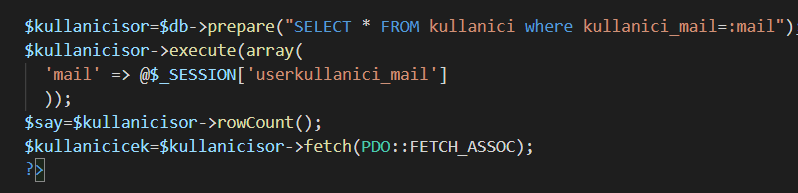 $kullanicisor=$db->prepare("SELECT * FROM kullanici where kullanici_mail=:mail");
$kullanicisor->execute(array(
'mail' => @$_SESSION['userkullanici_mail']
));
$say=$kullanicisor->rowCount();
$kullanicicek=$kullanicisor->fetch(PDO::FETCH_ASSOC);
?>